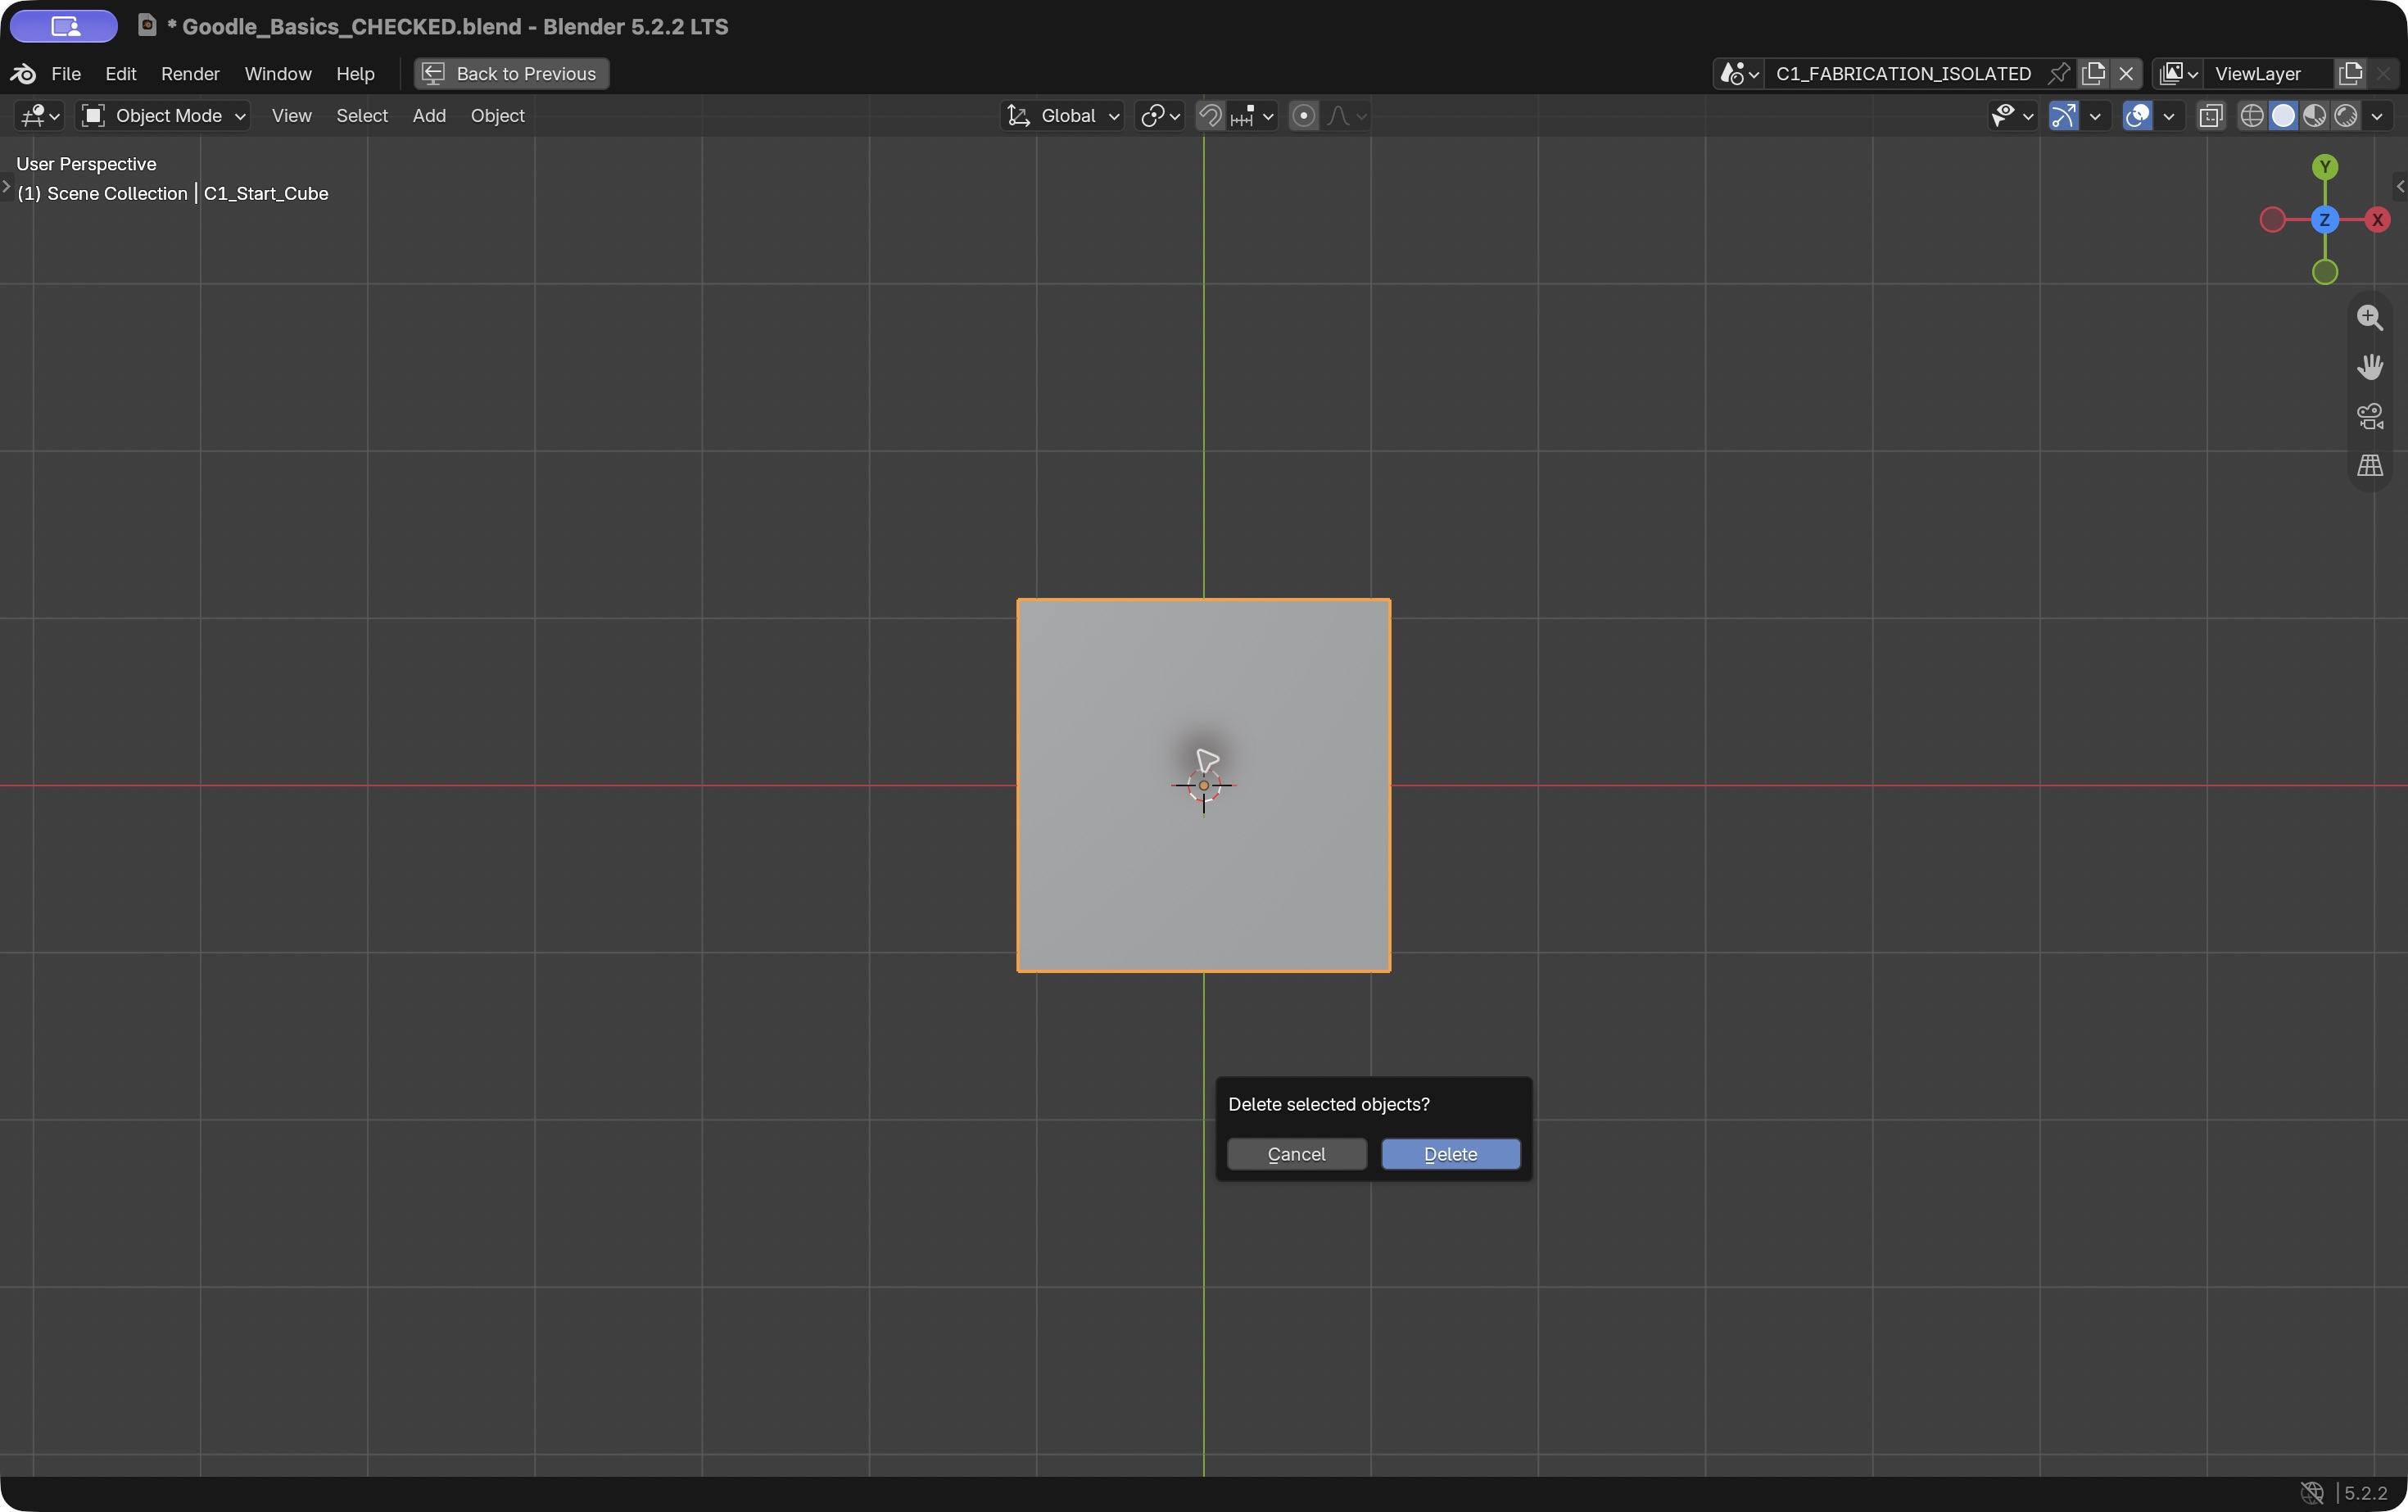 * Goodle_Basics_CHECKED.blend - Blender 5.2.2 LTS
File Edit Render Window Help Back to Previous C1_FABRICATION_ISOLATED ViewLayer
Object Mode View Select Add Object Global
User Perspective
(1) Scene Collection | C1_Start_Cube
Y
Z X
Delete selected objects?
Cancel Delete
5.2.2